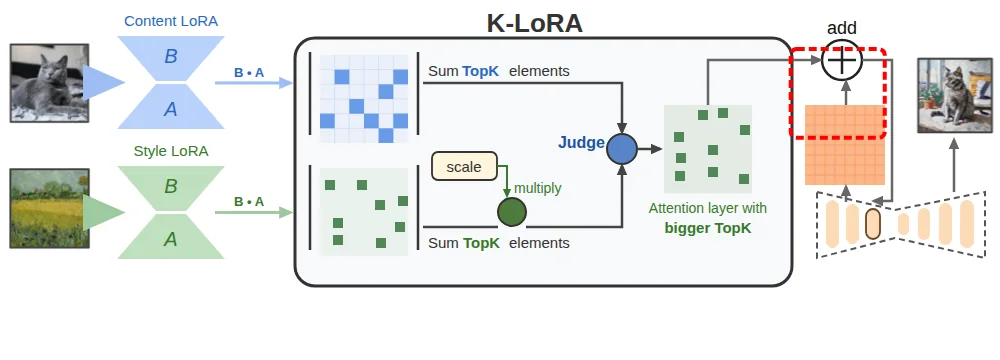 K-LoRA
Content LoRA
B
A
B • A
Style LoRA
B
A
B • A
Sum TopK elements
scale
multiply
Sum TopK elements
Judge
Attention layer with
bigger TopK
add